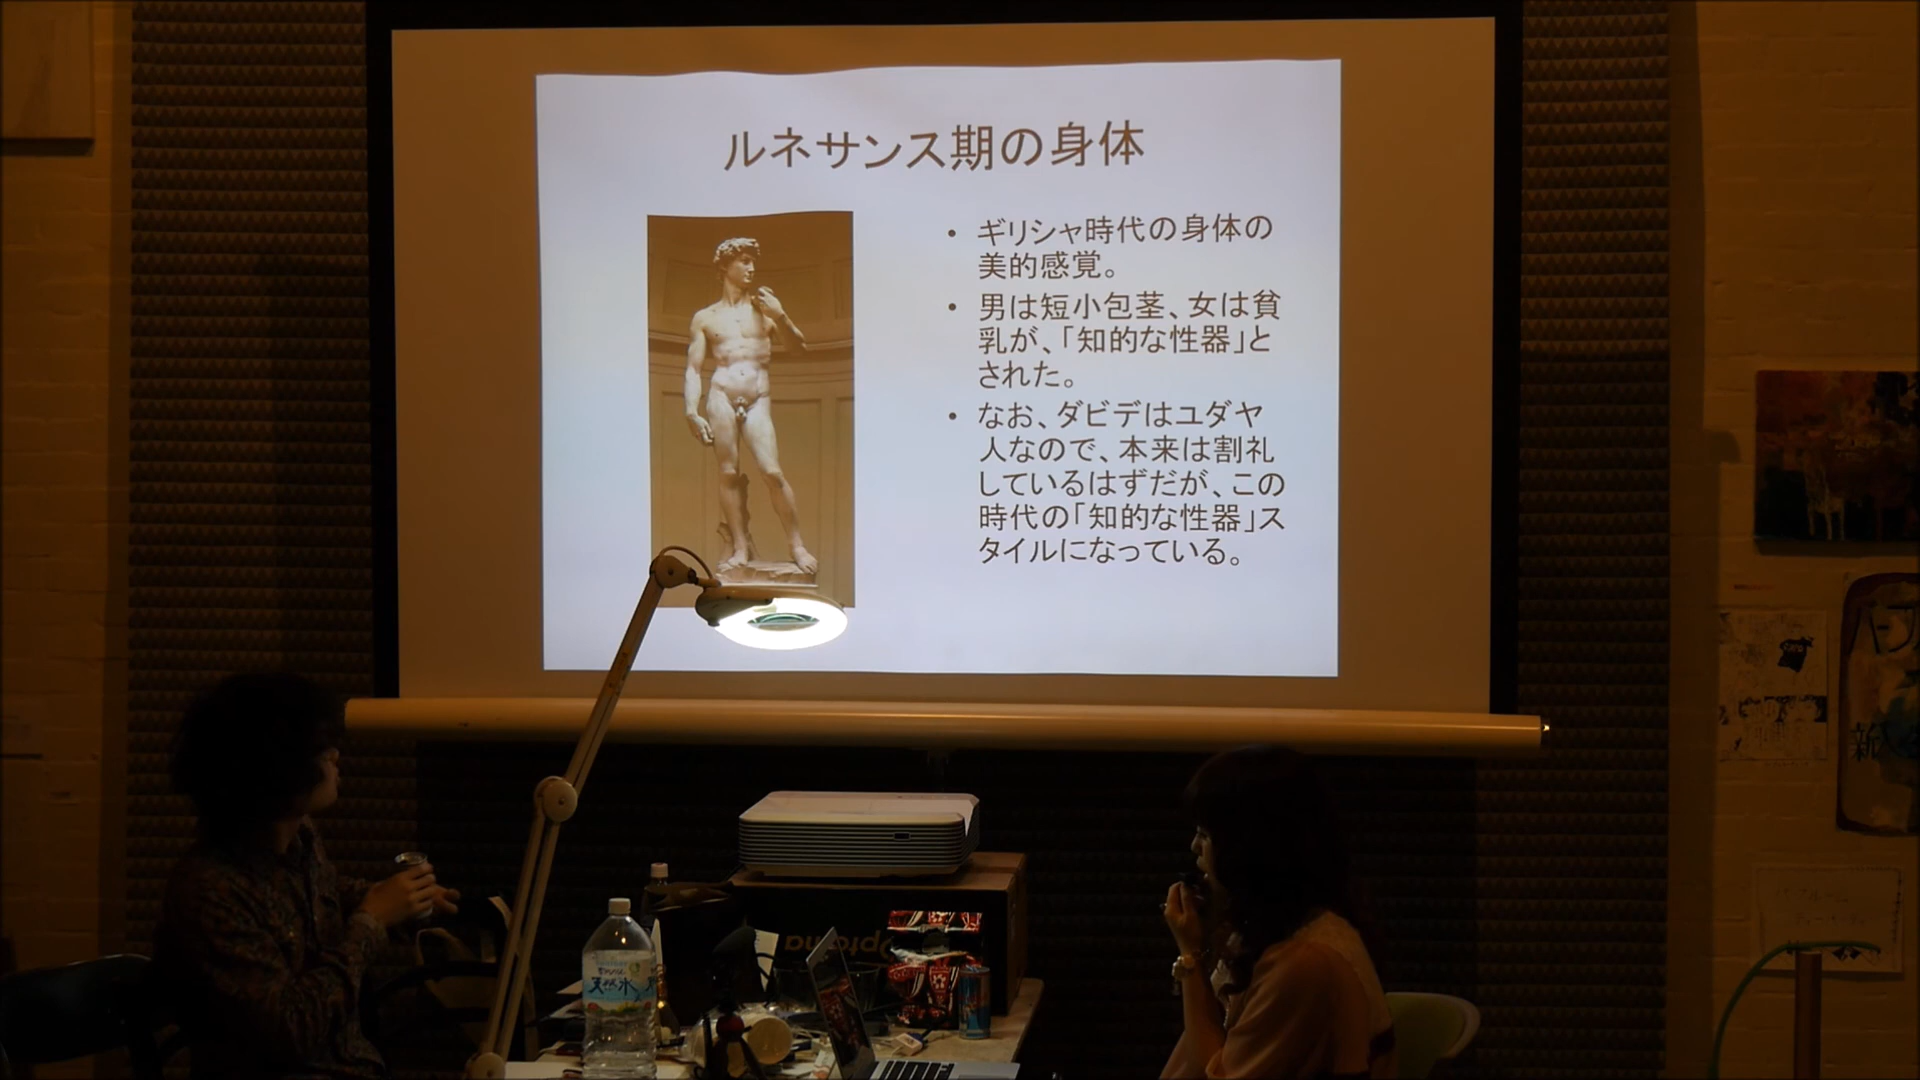 ルネサンス期の身体
• ギリシャ時代の身体の
美的感覚。
• 男は短小包茎、女は貧
乳が、「知的な性器」と
された。
• なお、ダビデはユダヤ
人なので、本来は割礼
しているはずだが、この
時代の「知的な性器」ス
タイルになっている。
天然水
optoma